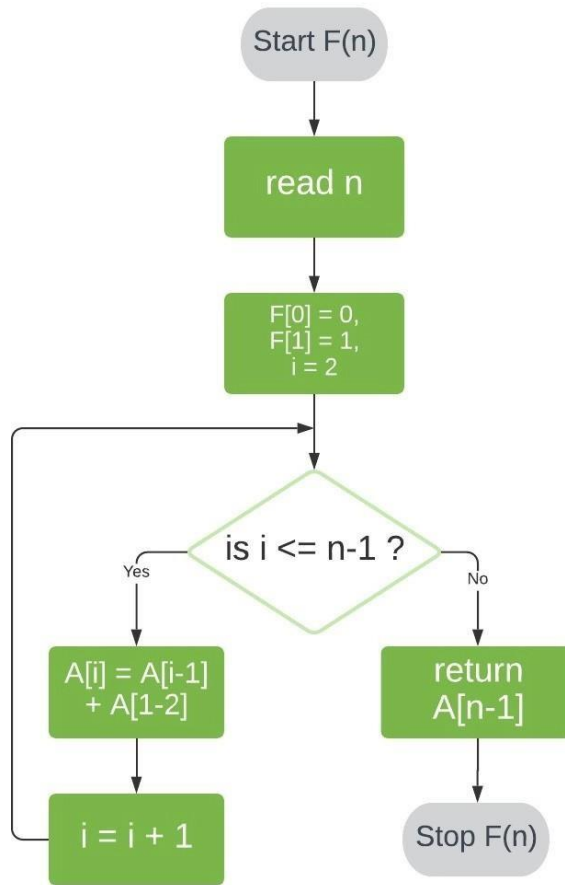 Start F(n)
read n
F[0] = 0,
F[1] = 1,
i = 2
is i <= n-1 ?
Yes
No
A[i] = A[i-1]
+ A[1-2]
return
A[n-1]
i = i + 1
Stop F(n)